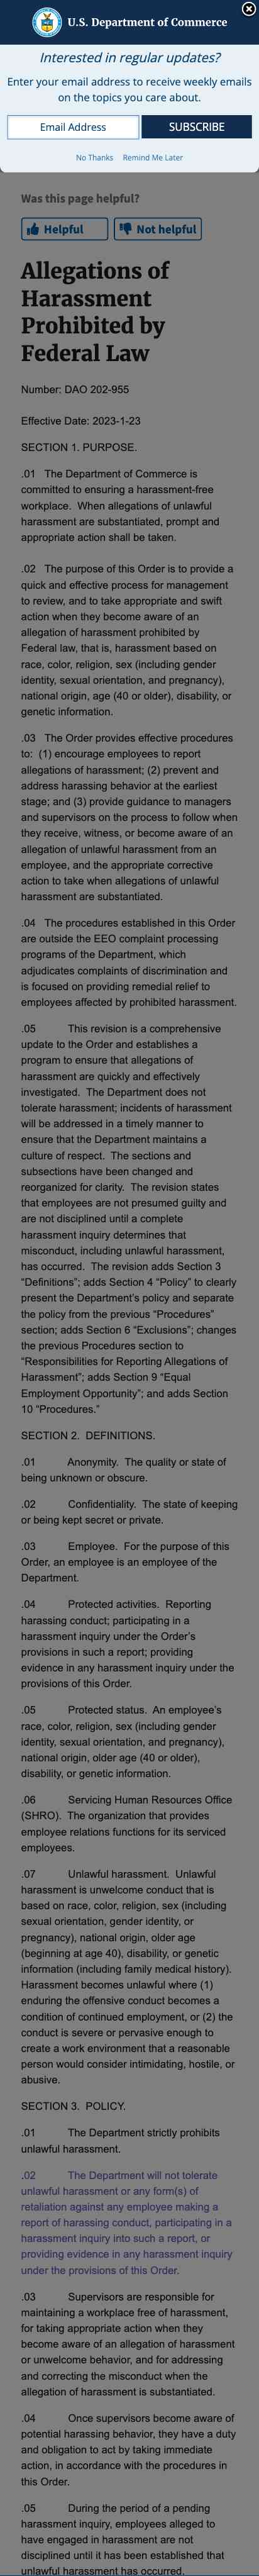 U.S. Department of Commerce
Interested in regular updates?
Enter your email address to receive weekly emails
on the topics you care about.
Email Address
SUBSCRIBE
No Thanks Remind Me Later
Was this page helpful?
Helpful
Not helpful
Allegations of
Harassment
Prohibited by
Federal Law
Number: DAO 202-955
Effective Date: 2023-1-23
SECTION 1. PURPOSE.
.01 The Department of Commerce is
committed to ensuring a harassment-free
workplace. When allegations of unlawful
harassment are substantiated, prompt and
appropriate action shall be taken.
.02 The purpose of this Order is to provide a
quick and effective process for management
to review, and to take appropriate and swift
action when they become aware of an
allegation of harassment prohibited by
Federal law, that is, harassment based on
race, color, religion, sex (including gender
identity, sexual orientation, and pregnancy),
national origin, age (40 or older), disability, or
genetic information.
.03 The Order provides effective procedures
to: (1) encourage employees to report
allegations of harassment; (2) prevent and
address harassing behavior at the earliest
stage; and (3) provide guidance to managers
and supervisors on the process to follow when
they receive, witness, or become aware of an
allegation of unlawful harassment from an
employee, and the appropriate corrective
action to take when allegations of unlawful
harassment are substantiated.
.04 The procedures established in this Order
are outside the EEO complaint processing
programs of the Department, which
adjudicates complaints of discrimination and
is focused on providing remedial relief to
employees affected by prohibited harassment.
.05 This revision is a comprehensive
update to the Order and establishes a
program to ensure that allegations of
harassment are quickly and effectively
investigated. The Department does not
tolerate harassment; incidents of harassment
will be addressed in a timely manner to
ensure that the Department maintains a
culture of respect. The sections and
subsections have been changed and
reorganized for clarity. The revision states
that employees are not presumed guilty and
are not disciplined until a complete
harassment inquiry determines that
misconduct, including unlawful harassment,
has occurred. The revision adds Section 3
“Definitions”; adds Section 4 “Policy” to clearly
present the Department’s policy and separate
the policy from the previous “Procedures”
section; adds Section 6 “Exclusions”; changes
the previous Procedures section to
“Responsibilities for Reporting Allegations of
Harassment”; adds Section 9 “Equal
Employment Opportunity”; and adds Section
10 “Procedures.”
SECTION 2. DEFINITIONS.
.01 Anonymity. The quality or state of
being unknown or obscure.
.02 Confidentiality. The state of keeping
or being kept secret or private.
.03 Employee. For the purpose of this
Order, an employee is an employee of the
Department.
.04 Protected activities. Reporting
harassing conduct; participating in a
harassment inquiry under the Order’s
provisions in such a report; providing
evidence in any harassment inquiry under the
provisions of this Order.
.05 Protected status. An employee’s
race, color, religion, sex (including gender
identity, sexual orientation, and pregnancy),
national origin, older age (40 or older),
disability, or genetic information.
.06 Servicing Human Resources Office
(SHRO). The organization that provides
employee relations functions for its serviced
employees.
.07 Unlawful harassment. Unlawful
harassment is unwelcome conduct that is
based on race, color, religion, sex (including
sexual orientation, gender identity, or
pregnancy), national origin, older age
(beginning at age 40), disability, or genetic
information (including family medical history).
Harassment becomes unlawful where (1)
enduring the offensive conduct becomes a
condition of continued employment, or (2) the
conduct is severe or pervasive enough to
create a work environment that a reasonable
person would consider intimidating, hostile, or
abusive.
SECTION 3. POLICY.
.01 The Department strictly prohibits
unlawful harassment.
.02 The Department will not tolerate
unlawful harassment or any form(s) of
retaliation against any employee making a
report of harassing conduct, participating in a
harassment inquiry into such a report, or
providing evidence in any harassment inquiry
under the provisions of this Order.
.03 Supervisors are responsible for
maintaining a workplace free of harassment,
for taking appropriate action when they
become aware of an allegation of harassment
or unwelcome behavior, and for addressing
and correcting the misconduct when the
allegation of harassment is substantiated.
.04 Once supervisors become aware of
potential harassing behavior, they have a duty
and obligation to act by taking immediate
action, in accordance with the procedures in
this Order.
.05 During the period of a pending
harassment inquiry, employees alleged to
have engaged in harassment are not
disciplined until it has been established that
unlawful harassment has occurred.